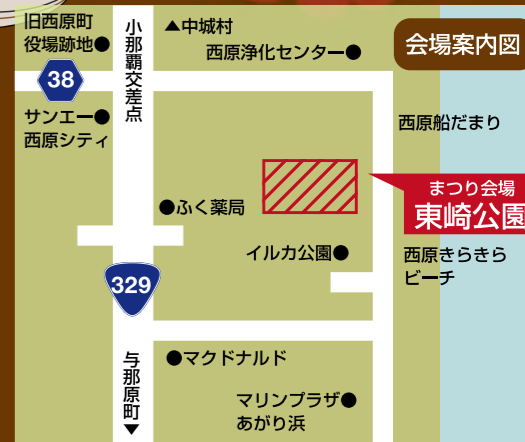 旧西原町
役場跡地●
小那覇交差点
▲中城村
西原浄化センター●
会場案内図
38
サンエー●
西原シティ
西原船だまり
まつり会場
東崎公園
●ふく薬局
イルカ公園●
西原きらきら
ビーチ
329
与那原町▼
●マクドナルド
マリンプラザ●
あがり浜